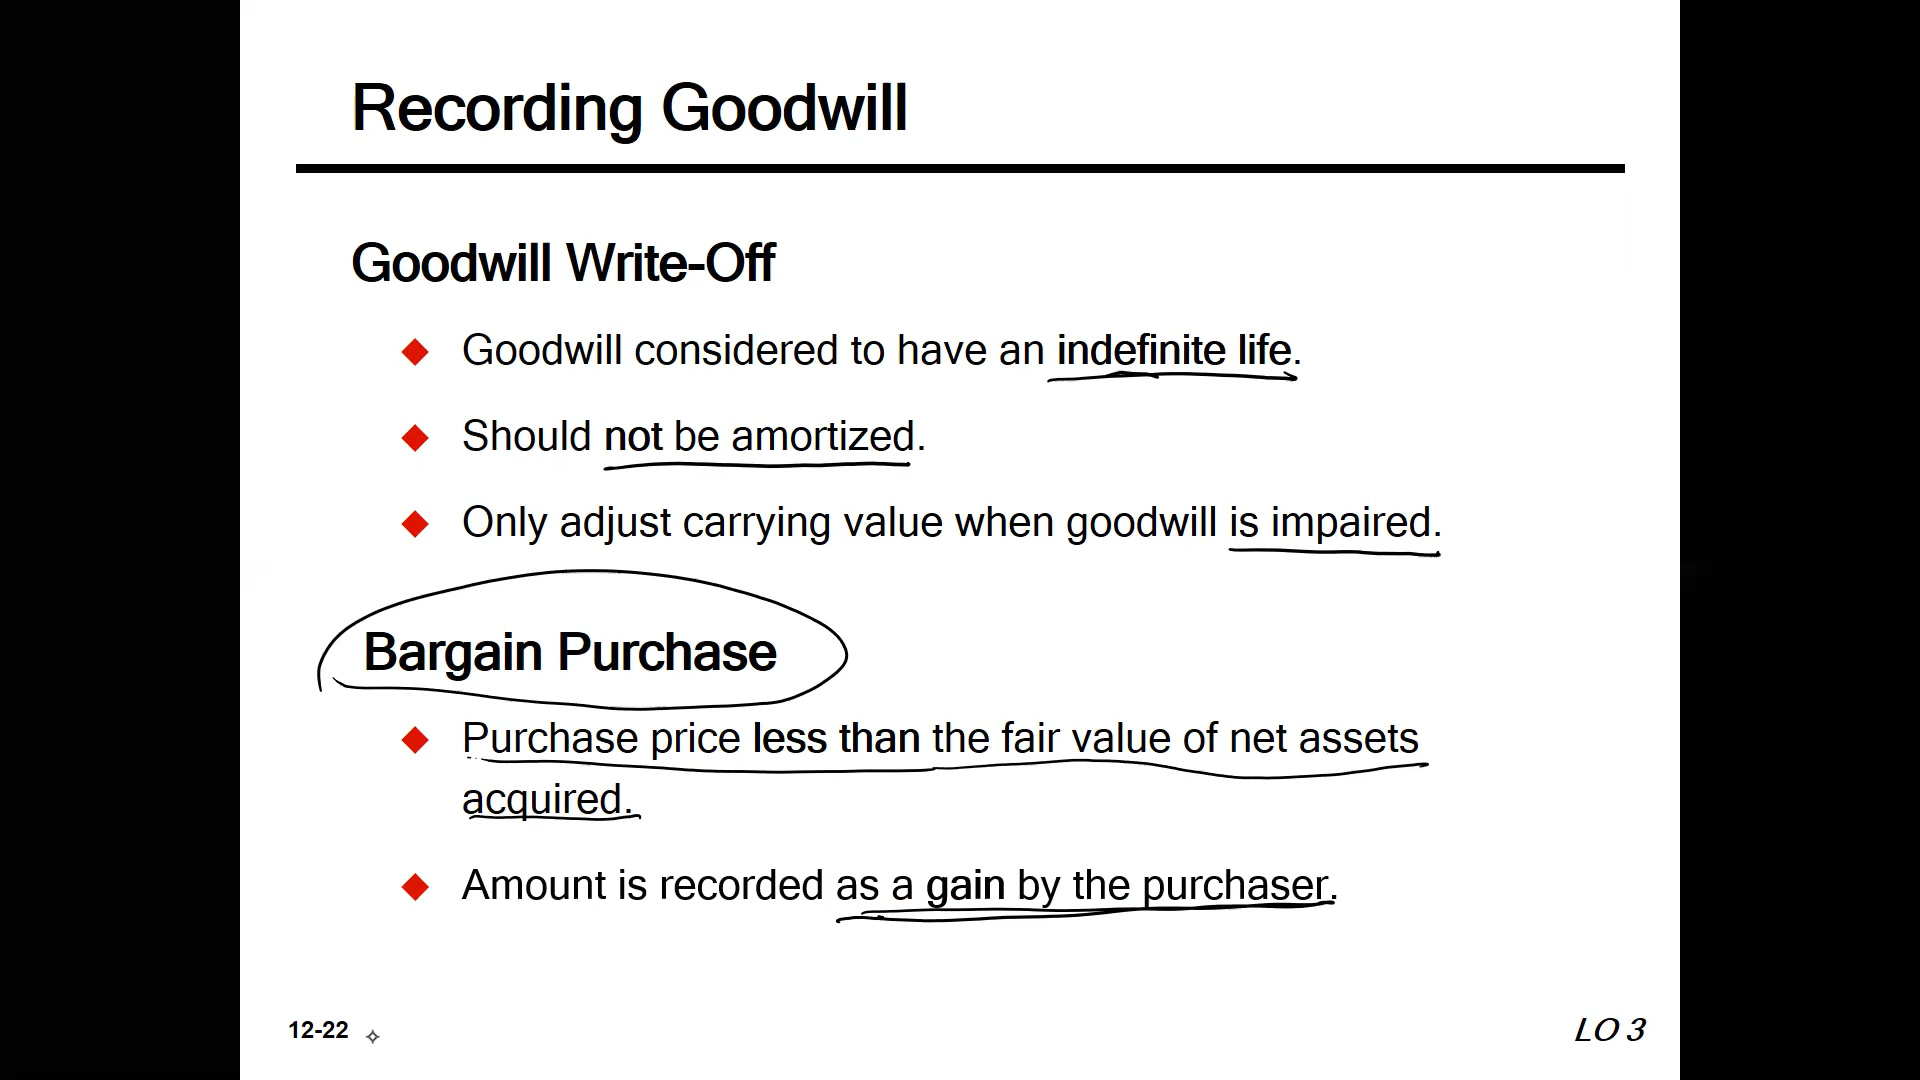 Recording Goodwill
Goodwill Write-Off
Goodwill considered to have an indefinite life.
Should not be amortized.
Only adjust carrying value when goodwill is impaired.
Bargain Purchase
Purchase price less than the fair value of net assets
acquired.
Amount is recorded as a gain by the purchaser.
12-22
LO 3